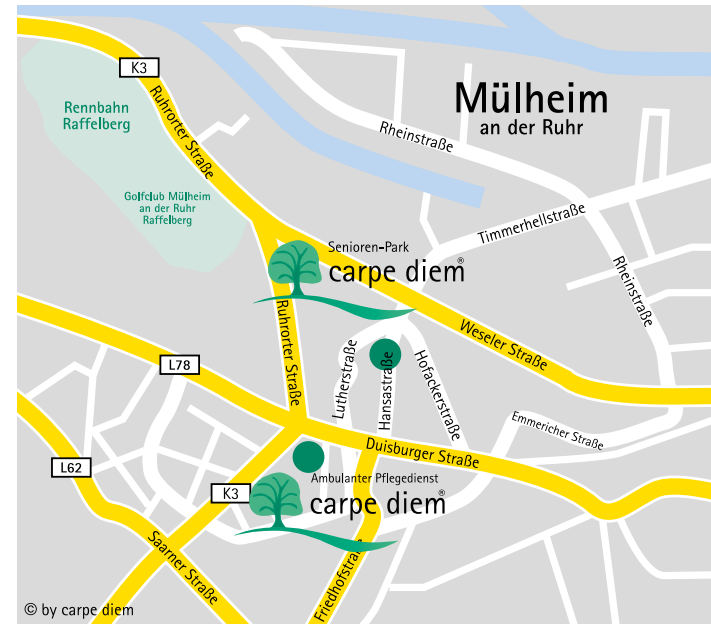 K3
Ruhrorter Straße
Rennbahn
Raffelberg
Golfclub Mülheim
an der Ruhr
Raffelberg
Mülheim
an der Ruhr
Rheinstraße
Timmerhellstraße
Rheinstraße
Senioren-Park
carpe diem®
Weseler Straße
Ruhrorter Straße
L78
Lutherstraße
Hansastraße
Hofackerstraße
Emmericher Straße
Duisburger Straße
L62
K3
Ambulanter Pflegedienst
carpe diem®
Saarner Straße
Friedhofstraße
© by carpe diem